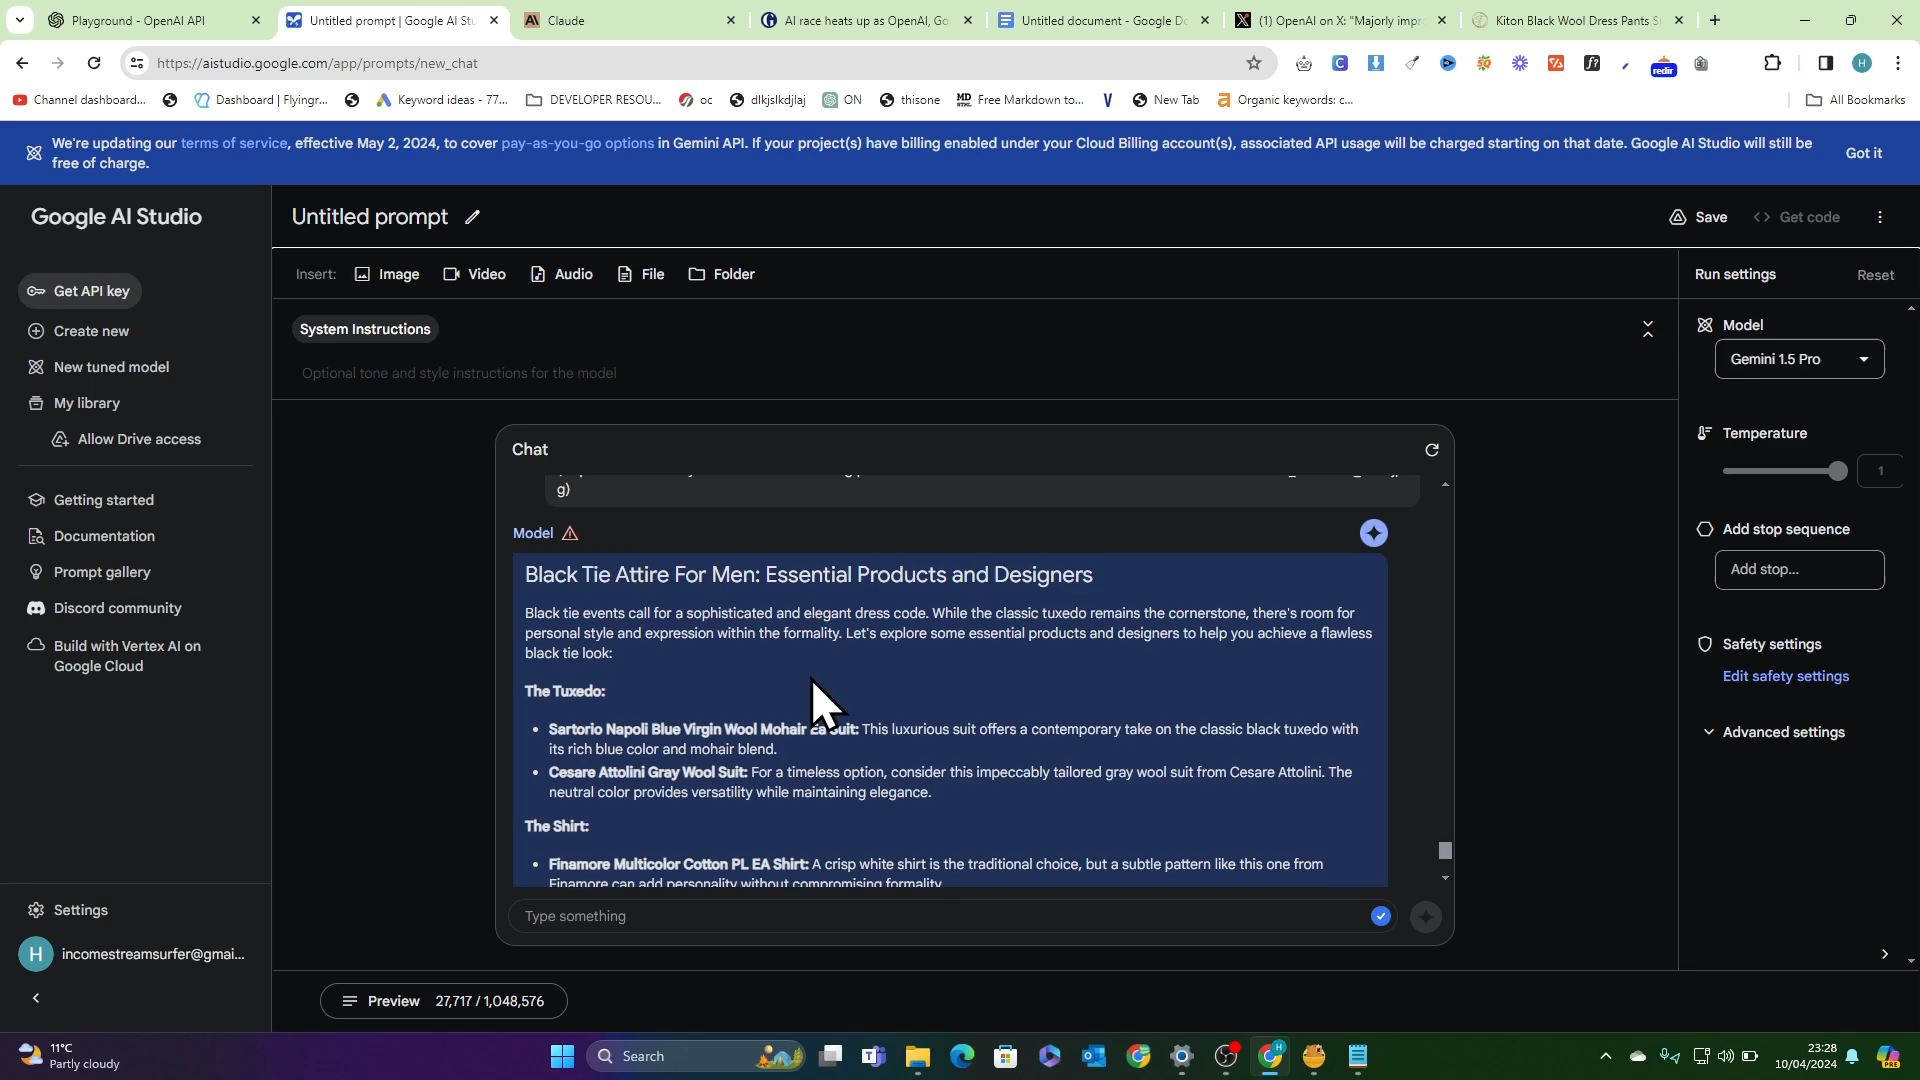 Playground - OpenAI API
Untitled prompt | Google AI Stu
Claude
AI race heats up as OpenAI, Go
Untitled document - Google Do
(1) OpenAI on X: "Majorly impr
Kiton Black Wool Dress Pants S
https://aistudio.google.com/app/prompts/new_chat
redir
Channel dashboard...
Dashboard | Flyingr...
Keyword ideas - 77...
DEVELOPER RESOU...
oc
dlkjslkdjlaj
ON
thisone
Free Markdown to...
New Tab
Organic keywords: c...
All Bookmarks
We're updating our terms of service, effective May 2, 2024, to cover pay-as-you-go options in Gemini API. If your project(s) have billing enabled under your Cloud Billing account(s), associated API usage will be charged starting on that date. Google AI Studio will still be
free of charge.
Got it
Google AI Studio
Untitled prompt
Save
<> Get code
Insert:
Image
Video
Audio
File
Folder
Run settings
Reset
Get API key
Create new
New tuned model
My library
Allow Drive access
Getting started
Documentation
Prompt gallery
Discord community
Build with Vertex AI on
Google Cloud
Settings
H
incomestreamsurfer@gmai...
System Instructions
Optional tone and style instructions for the model
Chat
g)
Model
Black Tie Attire For Men: Essential Products and Designers
Black tie events call for a sophisticated and elegant dress code. While the classic tuxedo remains the cornerstone, there's room for
personal style and expression within the formality. Let's explore some essential products and designers to help you achieve a flawless
black tie look:
The Tuxedo:
• Sartorio Napoli Blue Virgin Wool Mohair Ea Suit: This luxurious suit offers a contemporary take on the classic black tuxedo with
its rich blue color and mohair blend.
• Cesare Attolini Gray Wool Suit: For a timeless option, consider this impeccably tailored gray wool suit from Cesare Attolini. The
neutral color provides versatility while maintaining elegance.
The Shirt:
• Finamore Multicolor Cotton PL EA Shirt: A crisp white shirt is the traditional choice, but a subtle pattern like this one from
Finamore can add personality without compromising formality.
Type something
Preview 27,717 / 1,048,576
Model
Gemini 1.5 Pro
Temperature
1
Add stop sequence
Add stop...
Safety settings
Edit safety settings
Advanced settings
11°C
Partly cloudy
Search
23:28
10/04/2024